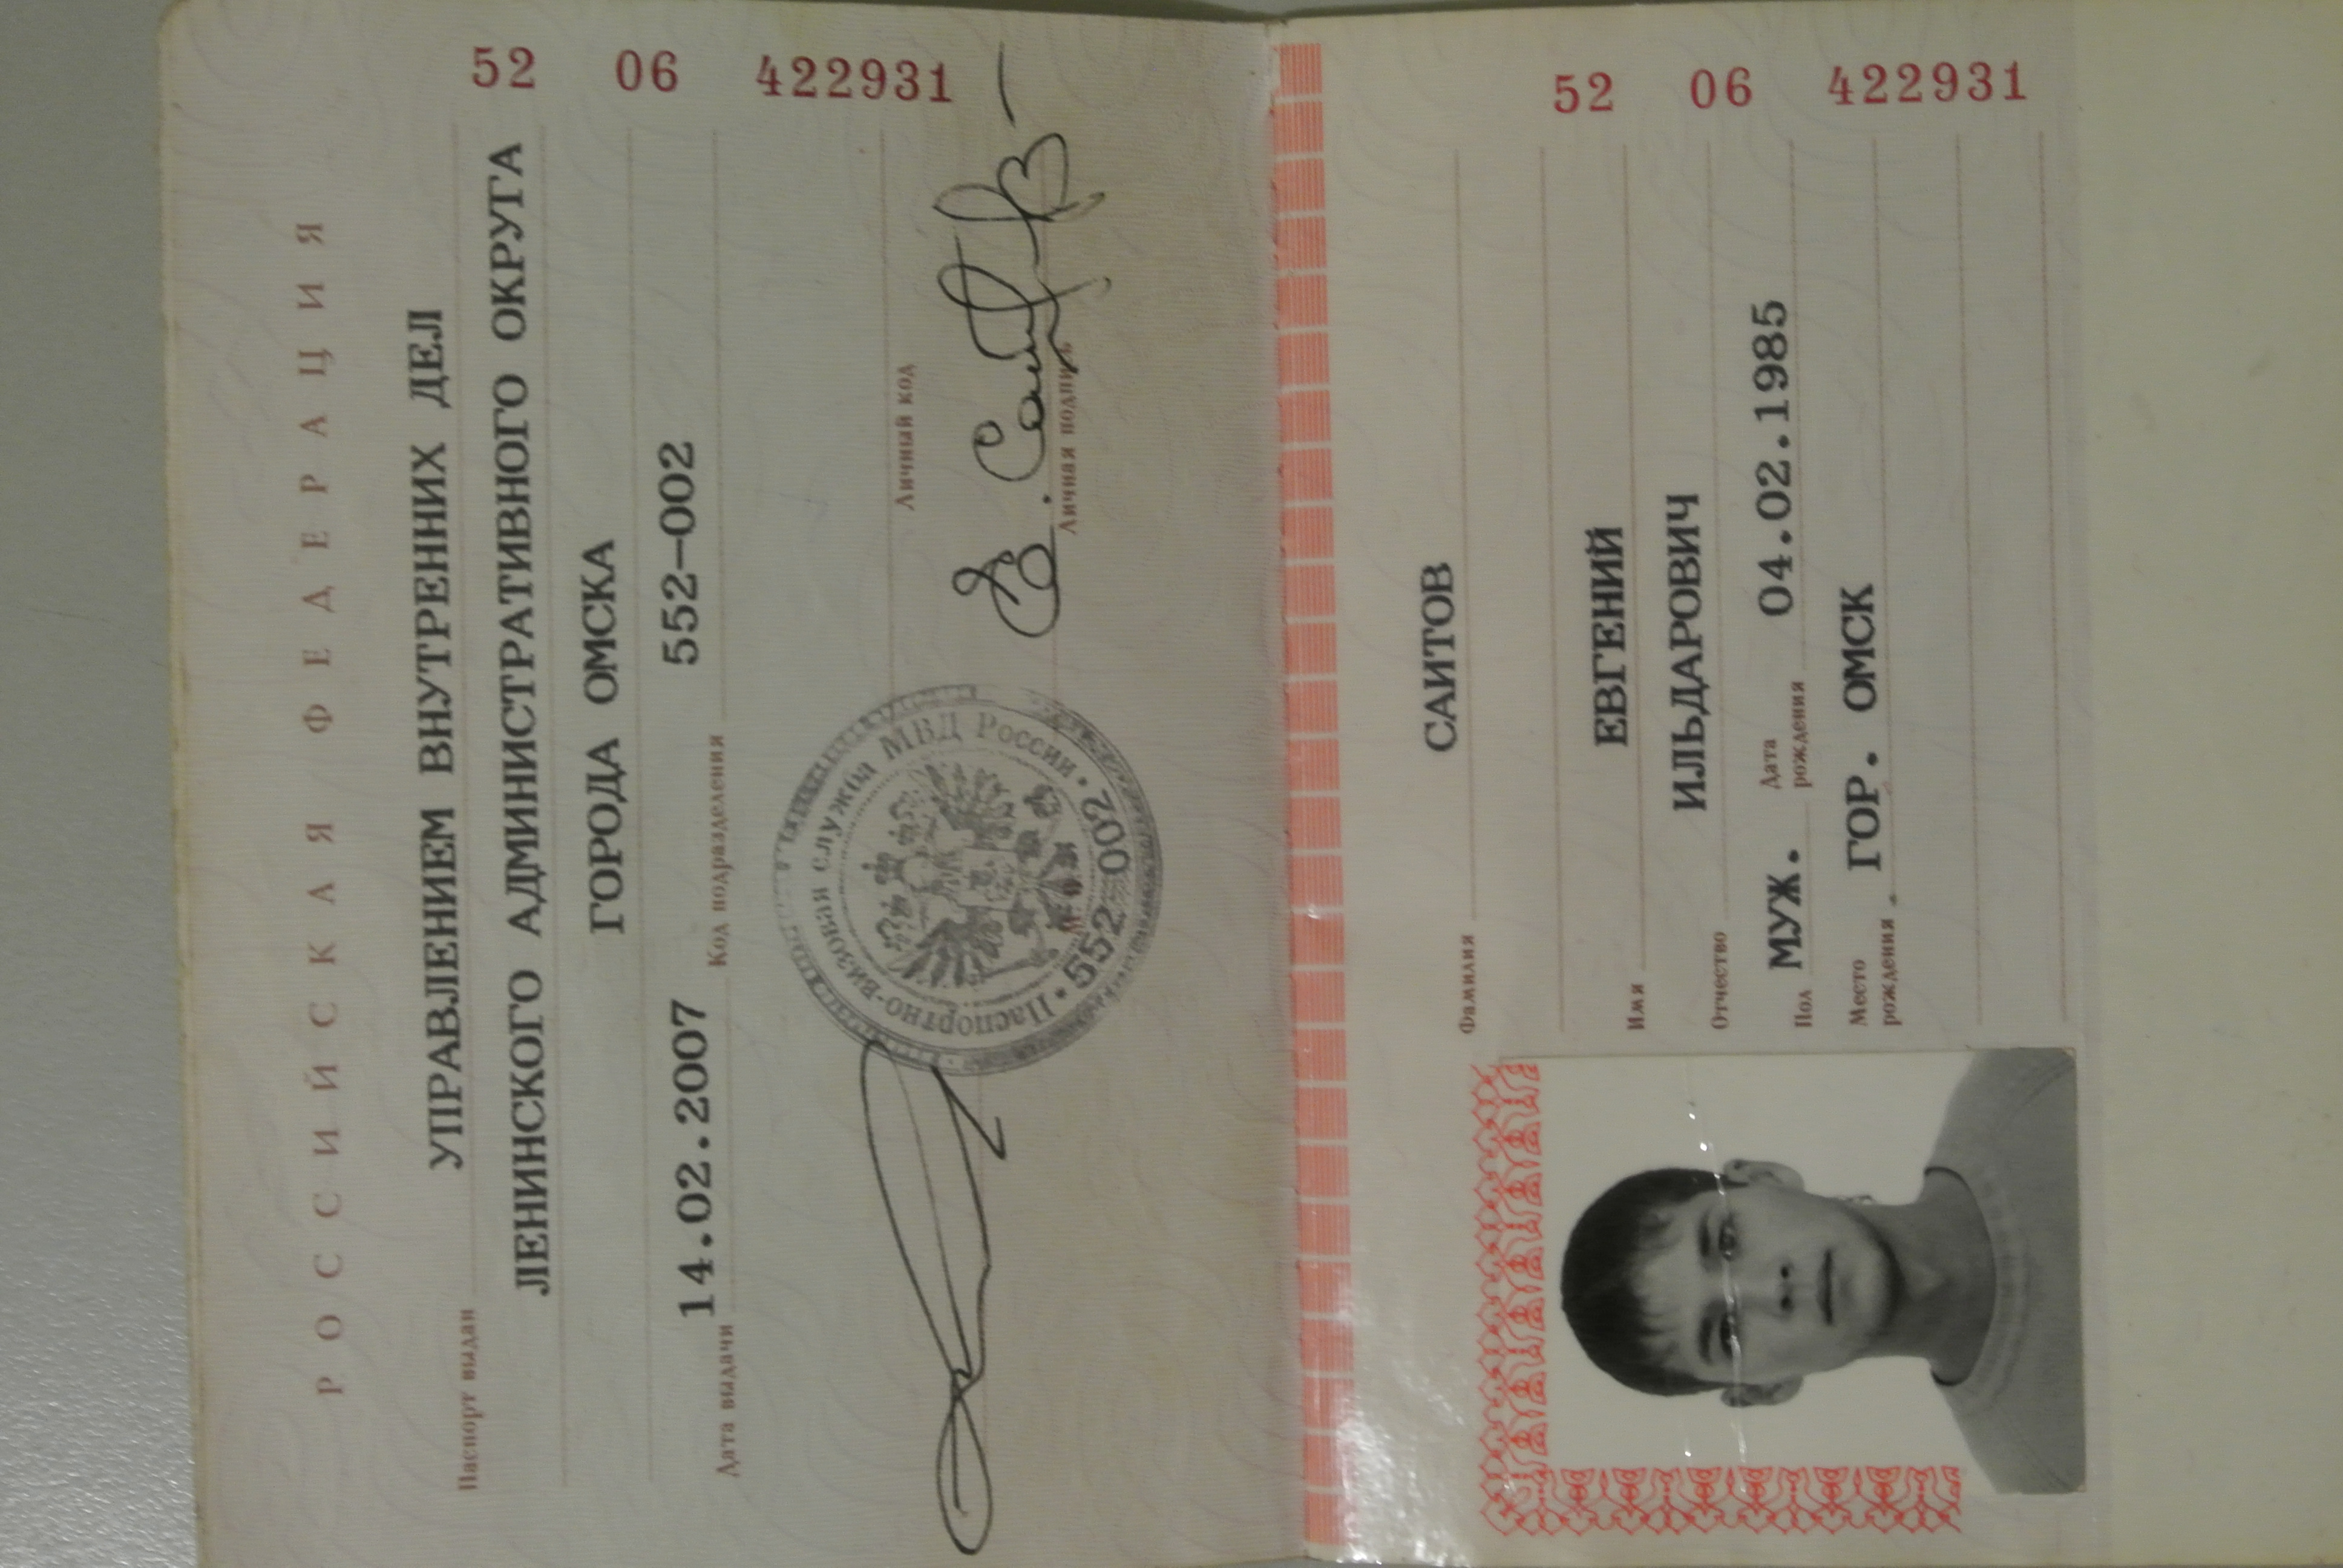 РОССИЙСКАЯ ФЕДЕРАЦИЯ
52 06 422931
Паспорт выдан УПРАВЛЕНИЕМ ВНУТРЕННИХ ДЕЛ
ЛЕНИНСКОГО АДМИНИСТРАТИВНОГО ОКРУГА
ГОРОДА ОМСКА
Дата выдачи 14.02.2007 Код подразделения 552-002
Личный код
Личная подпись
Паспортно-визовая служба МВД России
552 002
52 06 422931
Фамилия САИТОВ
Имя ЕВГЕНИЙ
Отчество ИЛЬДАРОВИЧ
Пол МУЖ. Дата рождения 04.02.1985
Место рождения ГОР. ОМСК